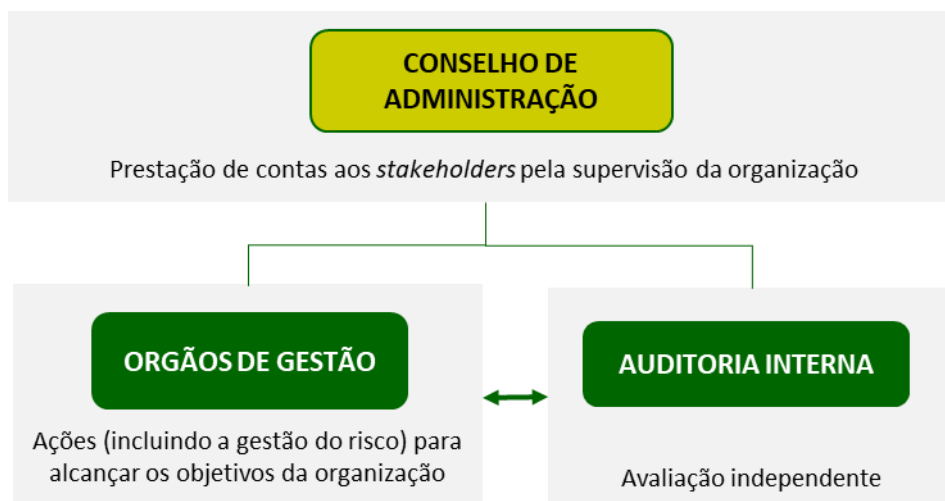 CONSELHO DE
ADMINISTRAÇÃO
Prestação de contas aos stakeholders pela supervisão da organização
ORGÃOS DE GESTÃO
Ações (incluindo a gestão do risco) para
alcançar os objetivos da organização
AUDITORIA INTERNA
Avaliação independente